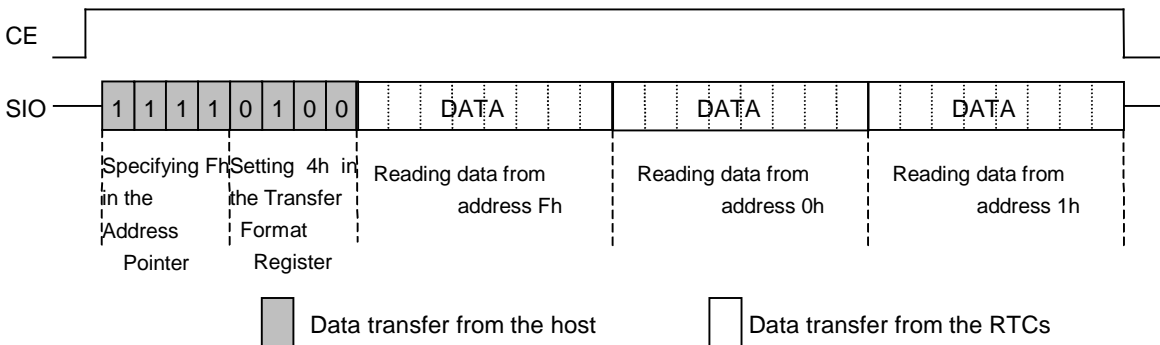 CE
SIO
1 1 1 1 0 1 0 0 DATA DATA DATA
Specifying Fh
in the
Address
Pointer
Setting 4h in
the Transfer
Format
Register
Reading data from
address Fh
Reading data from
address 0h
Reading data from
address 1h
Data transfer from the host
Data transfer from the RTCs